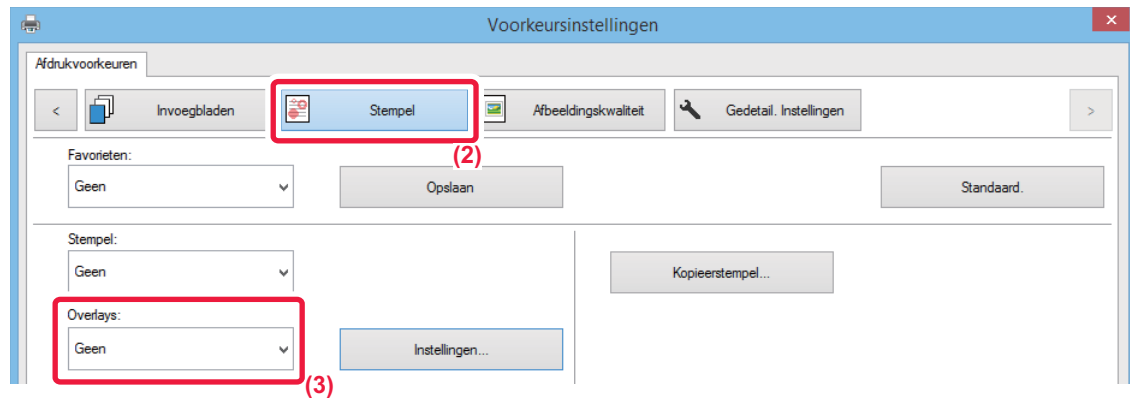 Voorkeursinstellingen
Afdrukvoorkeuren
< Invoegbladen Stempel Afbeeldingskwaliteit Gedetail. Instellingen >
(2)
Favorieten:
Geen Opslaan Standaard.
Stempel:
Geen Kopieerstempel...
Overlays:
Geen Instellingen...
(3)